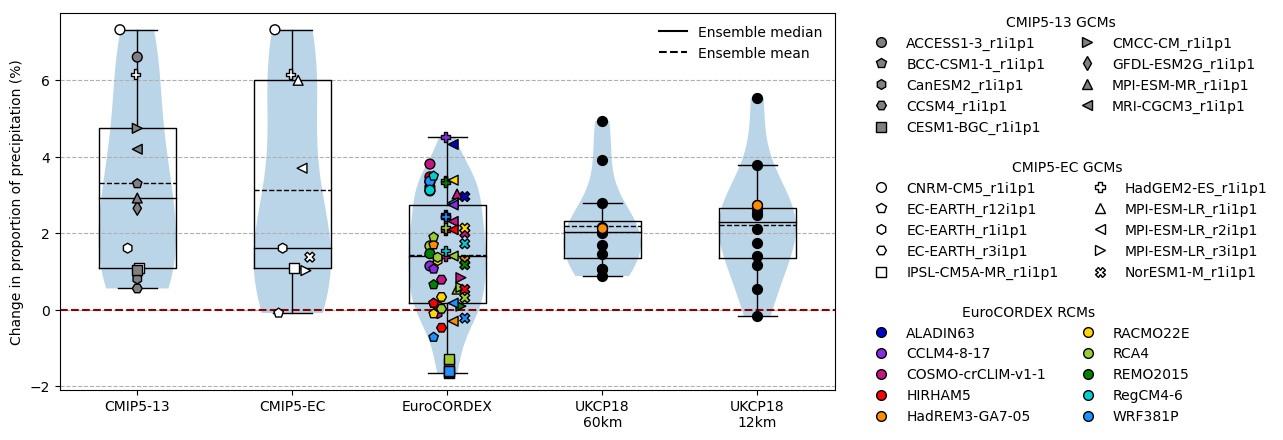 Change in proportion of precipitation (%)
6
4
2
0
−2
Ensemble median
Ensemble mean
CMIP5-13
CMIP5-EC
EuroCORDEX
UKCP18
60km
UKCP18
12km
CMIP5-13 GCMs
ACCESS1-3_r1i1p1
BCC-CSM1-1_r1i1p1
CanESM2_r1i1p1
CCSM4_r1i1p1
CESM1-BGC_r1i1p1
CMCC-CM_r1i1p1
GFDL-ESM2G_r1i1p1
MPI-ESM-MR_r1i1p1
MRI-CGCM3_r1i1p1
CMIP5-EC GCMs
CNRM-CM5_r1i1p1
EC-EARTH_r12i1p1
EC-EARTH_r1i1p1
EC-EARTH_r3i1p1
IPSL-CM5A-MR_r1i1p1
HadGEM2-ES_r1i1p1
MPI-ESM-LR_r1i1p1
MPI-ESM-LR_r2i1p1
MPI-ESM-LR_r3i1p1
NorESM1-M_r1i1p1
EuroCORDEX RCMs
ALADIN63
CCLM4-8-17
COSMO-crCLIM-v1-1
HIRHAM5
HadREM3-GA7-05
RACMO22E
RCA4
REMO2015
RegCM4-6
WRF381P